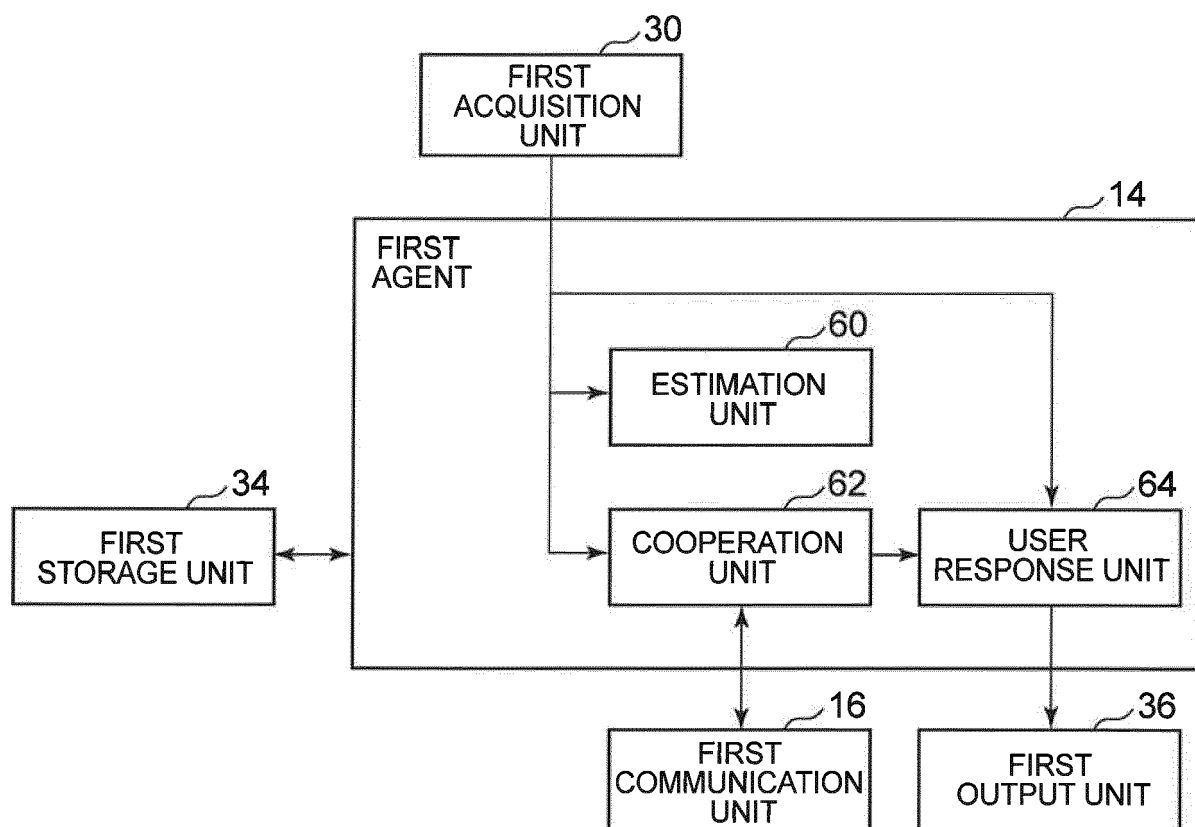 30
FIRST
ACQUISITION
UNIT
14
FIRST
AGENT
60
ESTIMATION
UNIT
34
FIRST
STORAGE UNIT
62
COOPERATION
UNIT
64
USER
RESPONSE UNIT
16
FIRST
COMMUNICATION
UNIT
36
FIRST
OUTPUT UNIT